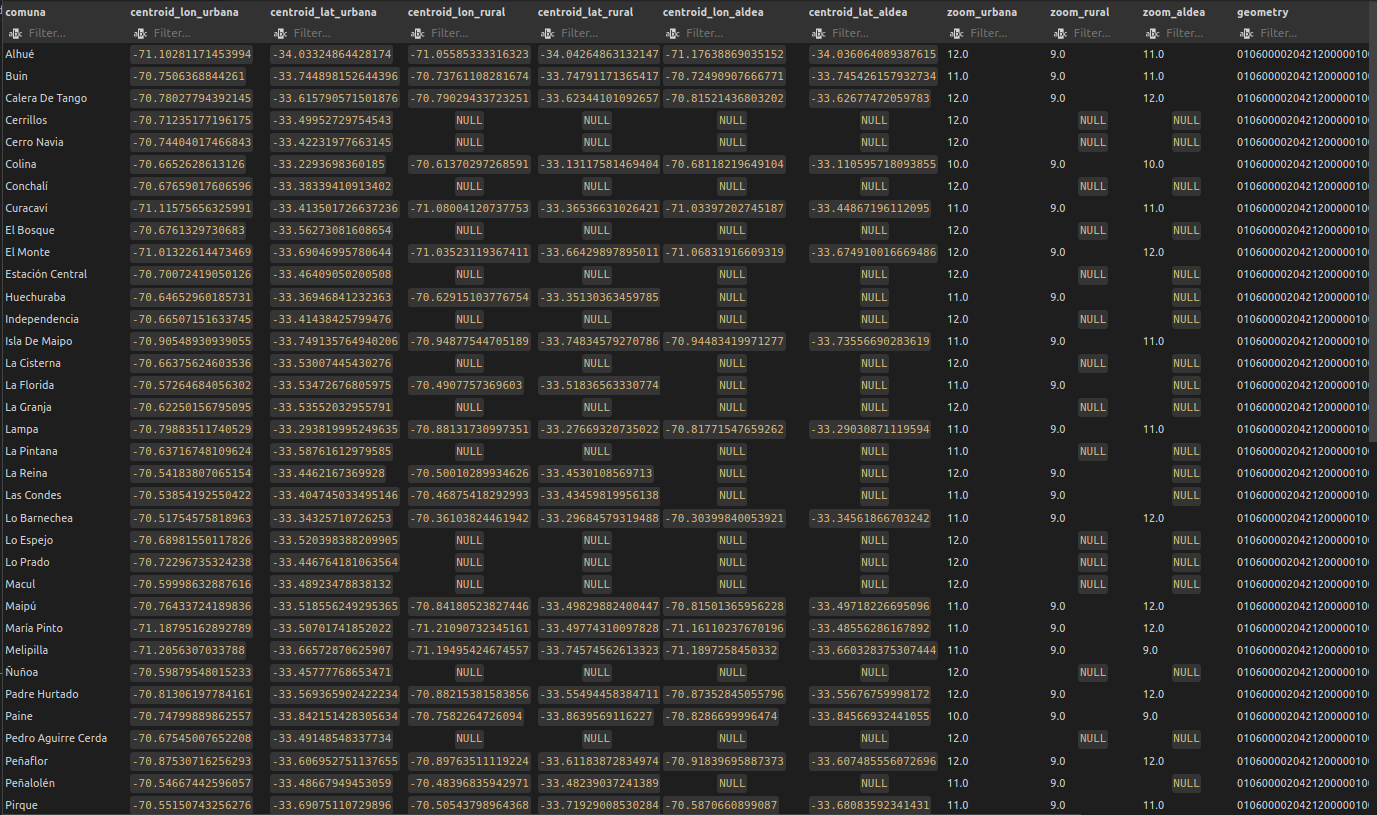 comuna centroid_lon_urbana centroid_lat_urbana centroid_lon_rural centroid_lat_rural centroid_lon_aldea centroid_lat_aldea zoom_urbana zoom_rural zoom_aldea geometry
Filter... Filter... Filter... Filter... Filter... Filter... Filter... Filter... Filter... Filter... Filter...
Alhué -71.10281171453994 -34.03324864428174 -71.05585333316323 -34.04264863132147 -71.17638869035152 -34.036064089387615 12.0 9.0 11.0 0106000020421200000100
Buin -70.7506368844261 -33.744898152644396 -70.73761108281674 -33.74791171365417 -70.72490907666771 -33.745426157932734 11.0 9.0 11.0 0106000020421200000100
Calera De Tango -70.78027794392145 -33.615790571501876 -70.79029433723251 -33.62344101092657 -70.81521436803202 -33.62677472059783 12.0 9.0 12.0 0106000020421200000100
Cerrillos -70.71235177196175 -33.49952729754543 NULL NULL NULL NULL 12.0 NULL NULL 0106000020421200000100
Cerro Navia -70.74404017466843 -33.42231977663145 NULL NULL NULL NULL 12.0 NULL NULL 0106000020421200000100
Colina -70.6652628613126 -33.2293698360185 -70.61370297268591 -33.13117581469404 -70.68118219649104 -33.110595718093855 10.0 9.0 10.0 0106000020421200000100
Conchalí -70.67659017606596 -33.38339410913402 NULL NULL NULL NULL 12.0 NULL NULL 0106000020421200000100
Curacaví -71.11575656325991 -33.413501726637236 -71.08004120737753 -33.36536631026421 -71.03397202745187 -33.44867196112095 11.0 9.0 11.0 0106000020421200000100
El Bosque -70.6761329730683 -33.56273081608654 NULL NULL NULL NULL 12.0 NULL NULL 0106000020421200000100
El Monte -71.01322614473469 -33.69046995780644 -71.03523119367411 -33.66429897895011 -71.06831916609319 -33.674910016669486 12.0 9.0 12.0 0106000020421200000100
Estación Central -70.70072419050126 -33.46409050200508 NULL NULL NULL NULL 12.0 NULL NULL 0106000020421200000100
Huechuraba -70.64652960185731 -33.36946841232363 -70.62915103776754 -33.35130363459785 NULL NULL 11.0 9.0 NULL 0106000020421200000100
Independencia -70.66507151633745 -33.41438425799476 NULL NULL NULL NULL 12.0 NULL NULL 0106000020421200000100
Isla De Maipo -70.90548930939055 -33.749135764940206 -70.94877544705189 -33.74834579270786 -70.94483419971277 -33.73556690283619 11.0 9.0 11.0 0106000020421200000100
La Cisterna -70.66375624603536 -33.53007445430276 NULL NULL NULL NULL 12.0 NULL NULL 0106000020421200000100
La Florida -70.57264684056302 -33.53472676805975 -70.4907757369603 -33.51836563330774 NULL NULL 11.0 9.0 NULL 0106000020421200000100
La Granja -70.62250156795095 -33.53552032955791 NULL NULL NULL NULL 12.0 NULL NULL 0106000020421200000100
Lampa -70.79883511740529 -33.293819995249635 -70.88131730997351 -33.27669320735022 -70.81771547659262 -33.29030871119594 11.0 9.0 11.0 0106000020421200000100
La Pintana -70.63716748109624 -33.58761612979585 NULL NULL NULL NULL 11.0 NULL NULL 0106000020421200000100
La Reina -70.54183807065154 -33.4462167369928 -70.50010289934626 -33.4530108569713 NULL NULL 12.0 9.0 NULL 0106000020421200000100
Las Condes -70.53854192550422 -33.404745033495146 -70.46875418292993 -33.43459819956138 NULL NULL 11.0 9.0 NULL 0106000020421200000100
Lo Barnechea -70.51754575818963 -33.34325710726253 -70.36103824461942 -33.29684579319488 -70.30399840053921 -33.34561866703242 11.0 9.0 12.0 0106000020421200000100
Lo Espejo -70.68981550117826 -33.520398388209905 NULL NULL NULL NULL 12.0 NULL NULL 0106000020421200000100
Lo Prado -70.72296735324238 -33.446764181063564 NULL NULL NULL NULL 12.0 NULL NULL 0106000020421200000100
Macul -70.59998632887616 -33.48923478838132 NULL NULL NULL NULL 12.0 NULL NULL 0106000020421200000100
Maipú -70.76433724189836 -33.518556249295365 -70.84180523827446 -33.49829882400447 -70.81501365956228 -33.49718226695096 11.0 9.0 12.0 0106000020421200000100
María Pinto -71.18795162892789 -33.50701741852022 -71.21090732345161 -33.49774310097828 -71.16110237670196 -33.48556286167892 11.0 9.0 12.0 0106000020421200000100
Melipilla -71.2056307033788 -33.66572870625907 -71.19495424674557 -33.74574562613323 -71.1897258450332 -33.660328375307444 11.0 9.0 9.0 0106000020421200000100
Ñuñoa -70.59879548015233 -33.45777768653471 NULL NULL NULL NULL 12.0 NULL NULL 0106000020421200000100
Padre Hurtado -70.81306197784161 -33.569365902422234 -70.88215381583856 -33.55494458384711 -70.87352845055796 -33.55676759998172 12.0 9.0 12.0 0106000020421200000100
Paine -70.74799889862557 -33.842151428305634 -70.7582264726094 -33.8639569116227 -70.8286699996474 -33.84566932441055 10.0 9.0 9.0 0106000020421200000100
Pedro Aguirre Cerda -70.67545007652208 -33.49148548337734 NULL NULL NULL NULL 12.0 NULL NULL 0106000020421200000100
Peñaflor -70.87530716256293 -33.606952751137655 -70.89763511119224 -33.61183872834974 -70.91839695887373 -33.607485556072696 12.0 9.0 12.0 0106000020421200000100
Peñalolén -70.54667442596057 -33.48667949453059 -70.48396835942971 -33.48239037241389 NULL NULL 11.0 9.0 NULL 0106000020421200000100
Pirque -70.55150743256276 -33.69075110729896 -70.50543798964368 -33.71929008530284 -70.5870660899087 -33.68083592341431 11.0 9.0 11.0 0106000020421200000100